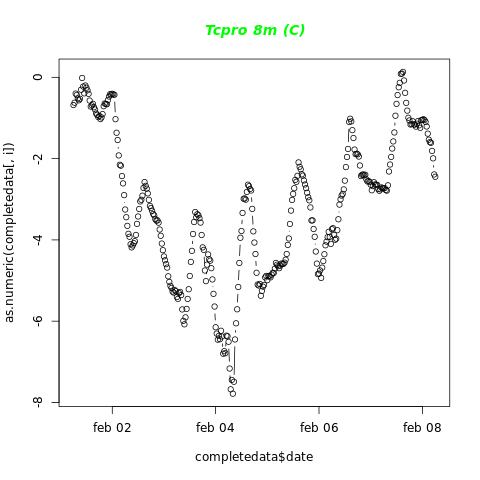 Tcpro 8m (C)
as.numeric(completedata[, i])
0
-2
-4
-6
-8
feb 02 feb 04 feb 06 feb 08
completedata$date